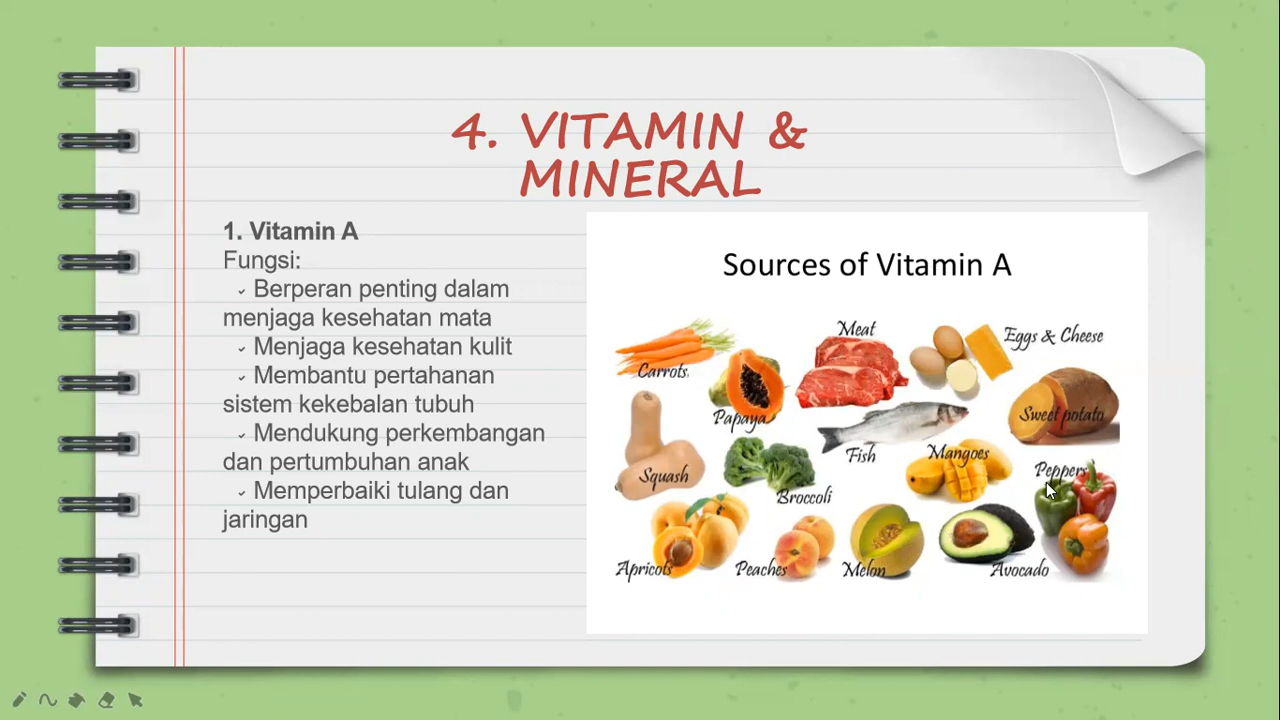 4. VITAMIN &
MINERAL
1. Vitamin A
Fungsi:
✓ Berperan penting dalam
menjaga kesehatan mata
✓ Menjaga kesehatan kulit
✓ Membantu pertahanan
sistem kekebalan tubuh
✓ Mendukung perkembangan
dan pertumbuhan anak
✓ Memperbaiki tulang dan
jaringan
Sources of Vitamin A
Carrots
Papaya
Meat
Eggs & Cheese
Sweet potato
Fish
Squash
Broccoli
Mangoes
Peppers
Apricots
Peaches
Melon
Avocado